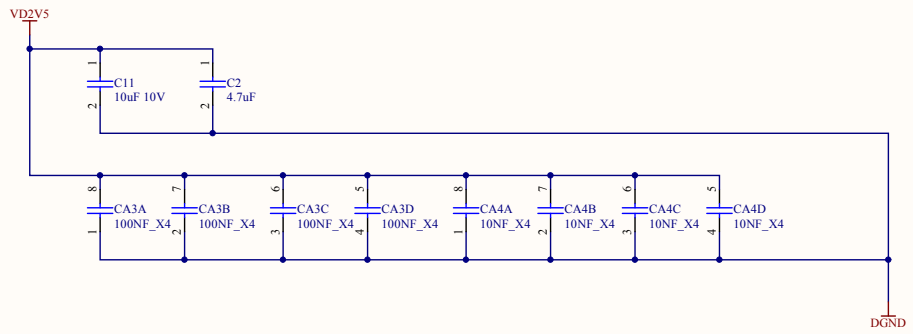 VD2V5
1
C11
10uF 10V
2
1
C2
4.7uF
2
8
CA3A
100NF_X4
1
7
CA3B
100NF_X4
2
6
CA3C
100NF_X4
3
5
CA3D
100NF_X4
4
8
CA4A
10NF_X4
1
7
CA4B
10NF_X4
2
6
CA4C
10NF_X4
3
5
CA4D
10NF_X4
4
DGND